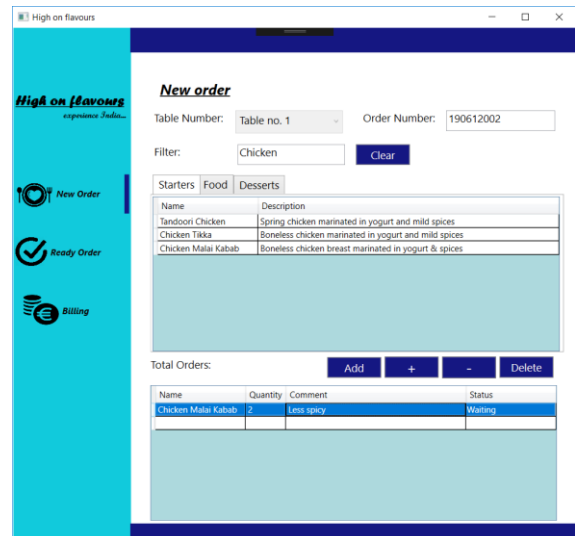 High on flavours
High on flavours
experience India...
New Order
Ready Order
Billing
New order
Table Number: Table no. 1 Order Number: 190612002
Filter: Chicken Clear
Starters Food Desserts
Name Description
Tandoori Chicken Spring chicken marinated in yogurt and mild spices
Chicken Tikka Boneless chicken marinated in yogurt and mild spices
Chicken Malai Kabab Boneless chicken breast marinated in yogurt & spices
Total Orders: Add + - Delete
Name Quantity Comment Status
Chicken Malai Kabab 2 Less spicy Waiting